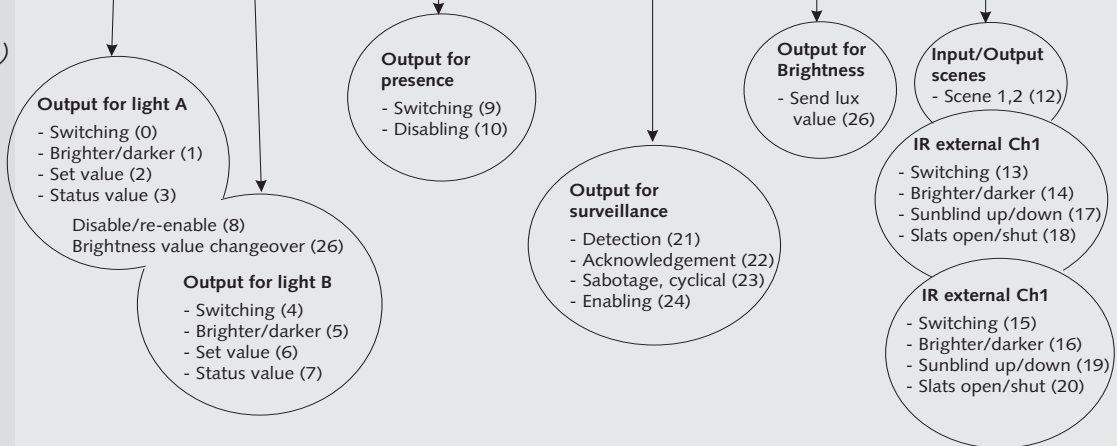 )
Output for light A
- Switching (0)
- Brighter/darker (1)
- Set value (2)
- Status value (3)
Disable/re-enable (8)
Brightness value changeover (26)
Output for light B
- Switching (4)
- Brighter/darker (5)
- Set value (6)
- Status value (7)
Output for
presence
- Switching (9)
- Disabling (10)
Output for
surveillance
- Detection (21)
- Acknowledgement (22)
- Sabotage, cyclical (23)
- Enabling (24)
Output for
Brightness
- Send lux
value (26)
Input/Output
scenes
- Scene 1,2 (12)
IR external Ch1
- Switching (13)
- Brighter/darker (14)
- Sunblind up/down (17)
- Slats open/shut (18)
IR external Ch1
- Switching (15)
- Brighter/darker (16)
- Sunblind up/down (19)
- Slats open/shut (20)